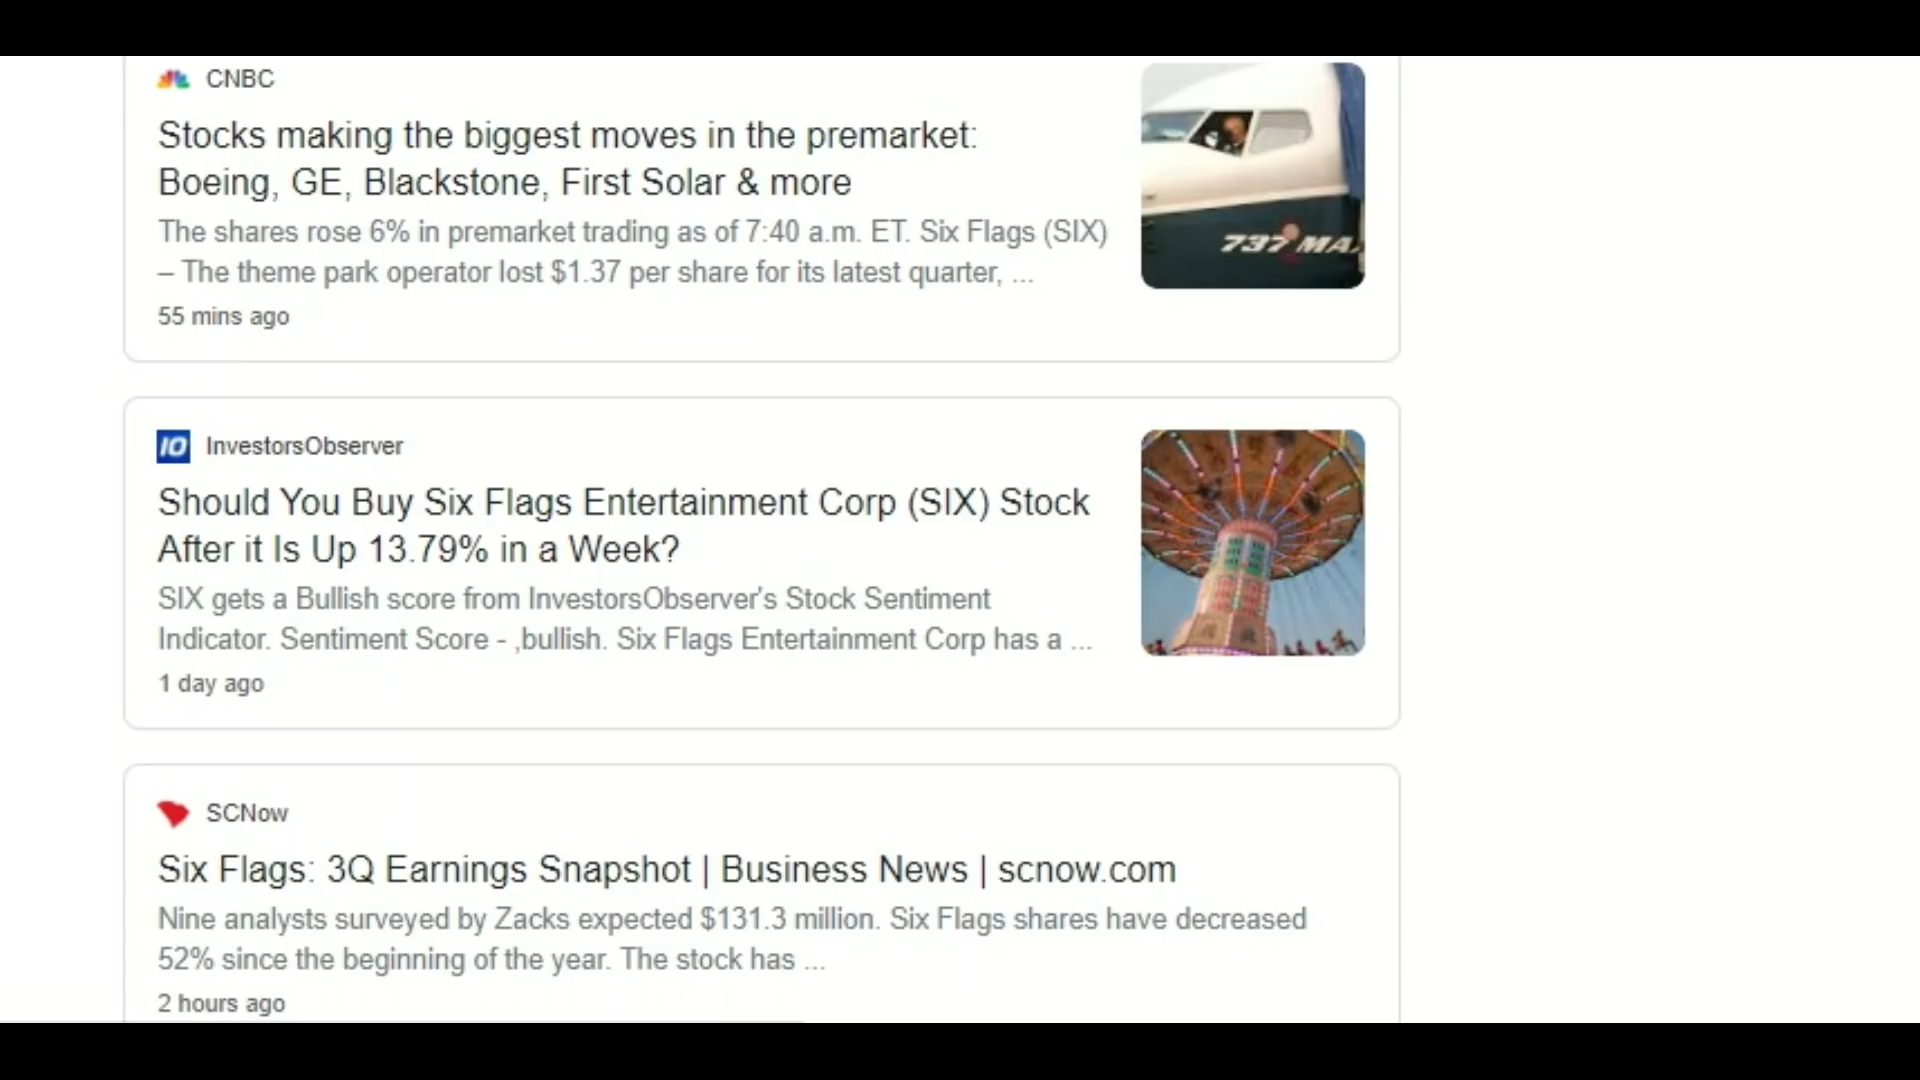 CNBC
Stocks making the biggest moves in the premarket:
Boeing, GE, Blackstone, First Solar & more
The shares rose 6% in premarket trading as of 7:40 a.m. ET. Six Flags (SIX)
– The theme park operator lost $1.37 per share for its latest quarter, ...
55 mins ago
737 MA
IO InvestorsObserver
Should You Buy Six Flags Entertainment Corp (SIX) Stock
After it Is Up 13.79% in a Week?
SIX gets a Bullish score from InvestorsObserver's Stock Sentiment
Indicator. Sentiment Score - ,bullish. Six Flags Entertainment Corp has a ...
1 day ago
SCNow
Six Flags: 3Q Earnings Snapshot | Business News | scnow.com
Nine analysts surveyed by Zacks expected $131.3 million. Six Flags shares have decreased
52% since the beginning of the year. The stock has ...
2 hours ago